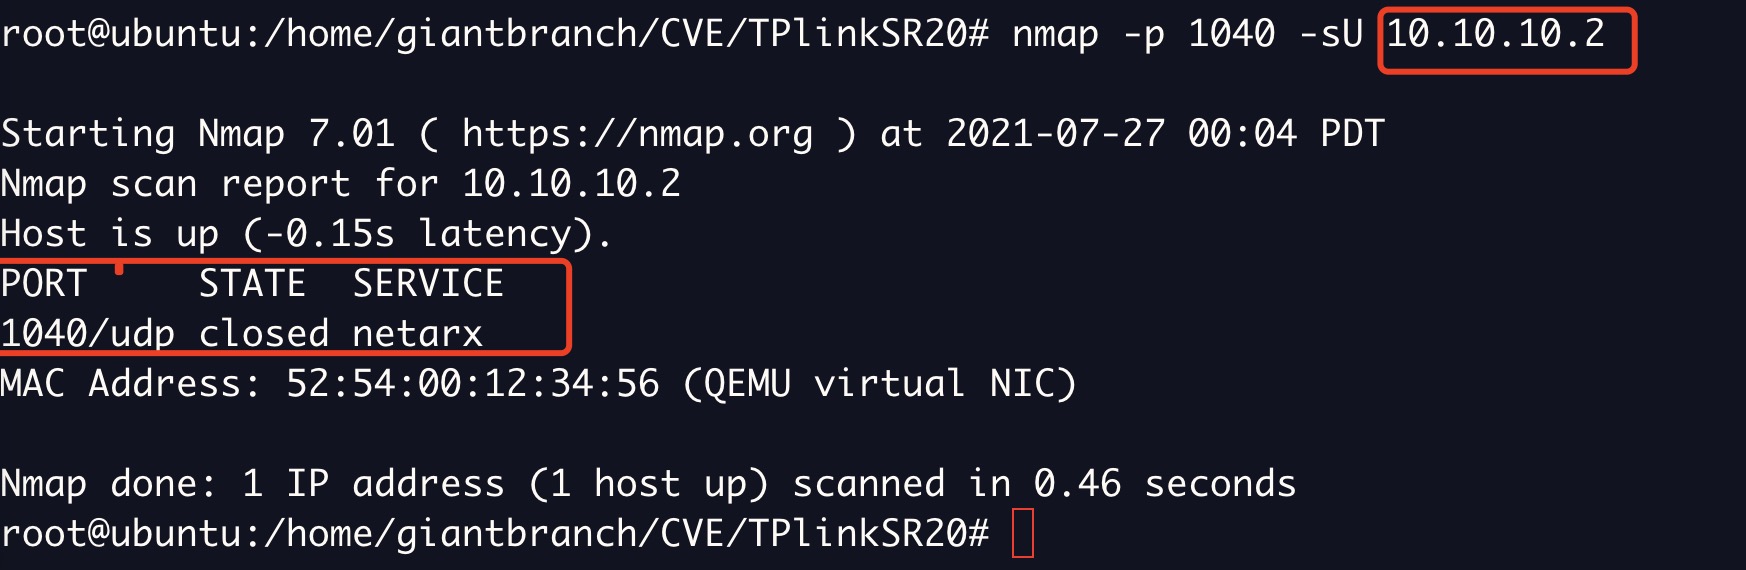 root@ubuntu:/home/giantbranch/CVE/TPlinkSR20# nmap -p 1040 -sU 10.10.10.2
Starting Nmap 7.01 ( https://nmap.org ) at 2021-07-27 00:04 PDT
Nmap scan report for 10.10.10.2
Host is up (-0.15s latency).
PORT     STATE  SERVICE
1040/udp closed netarx
MAC Address: 52:54:00:12:34:56 (QEMU virtual NIC)
Nmap done: 1 IP address (1 host up) scanned in 0.46 seconds
root@ubuntu:/home/giantbranch/CVE/TPlinkSR20#